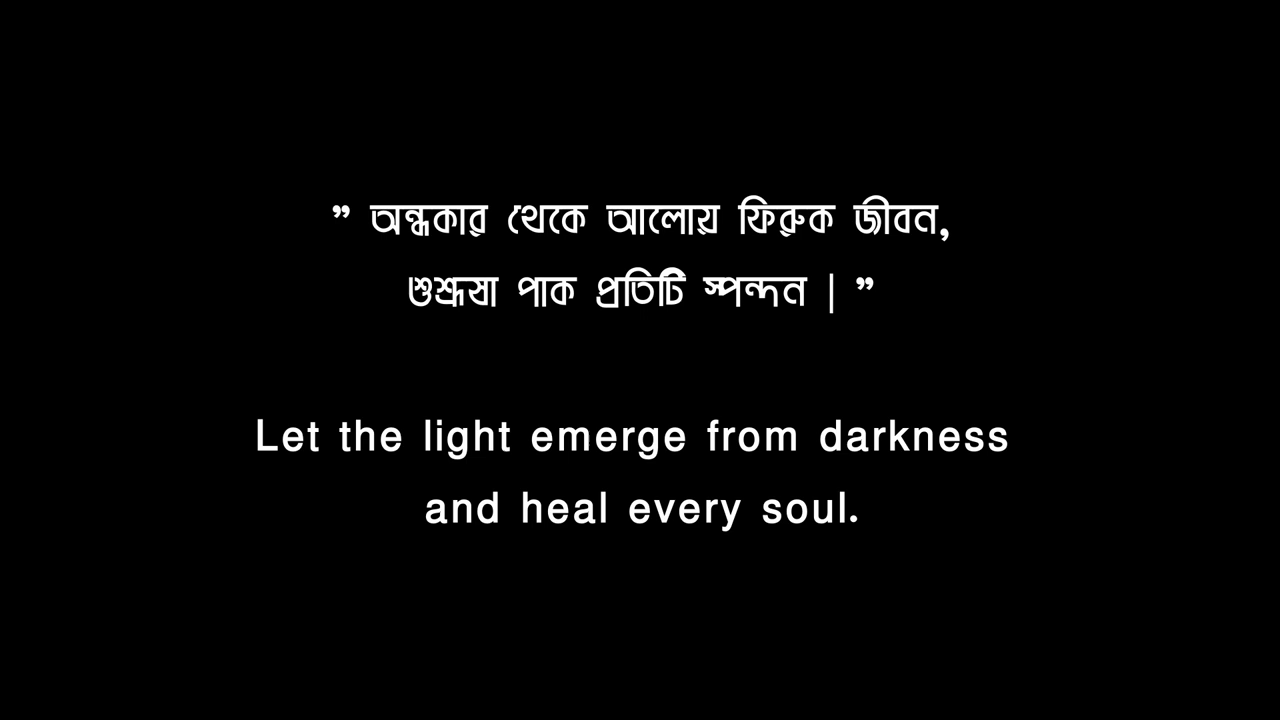 ” অন্ধকার থেকে আলোয় ফিরুক জীবন,
শুশ্রূষা পাক প্রতিটি স্পন্দন | ”
Let the light emerge from darkness
and heal every soul.